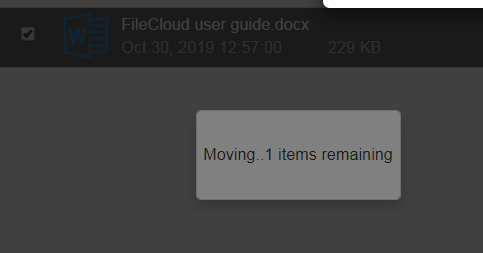 FileCloud user guide.docx
Oct 30, 2019 12:57:00 229 KB
Moving..1 items remaining